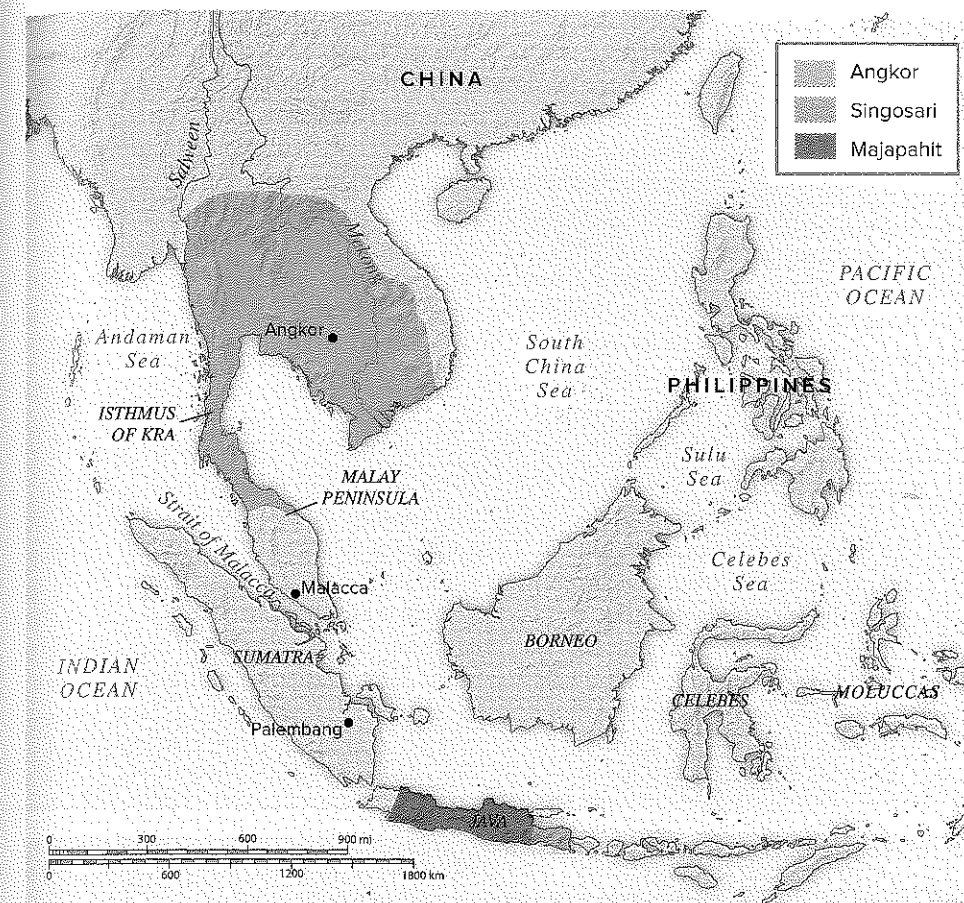 CHINA
Angkor
Singosari
Majapahit
Salween
Mekong
PACIFIC
OCEAN
Angkor
Andaman
Sea
South
China
Sea
PHILIPPINES
ISTHMUS
OF KRA
Sulu
Sea
MALAY
PENINSULA
Strait of Malacca
Celebes
Sea
Malacca
BORNEO
SUMATRA
INDIAN
OCEAN
CELEBES
MOLUCCAS
Palembang
JAVA
0 300 600 900 mi
0 600 1200 1800 km